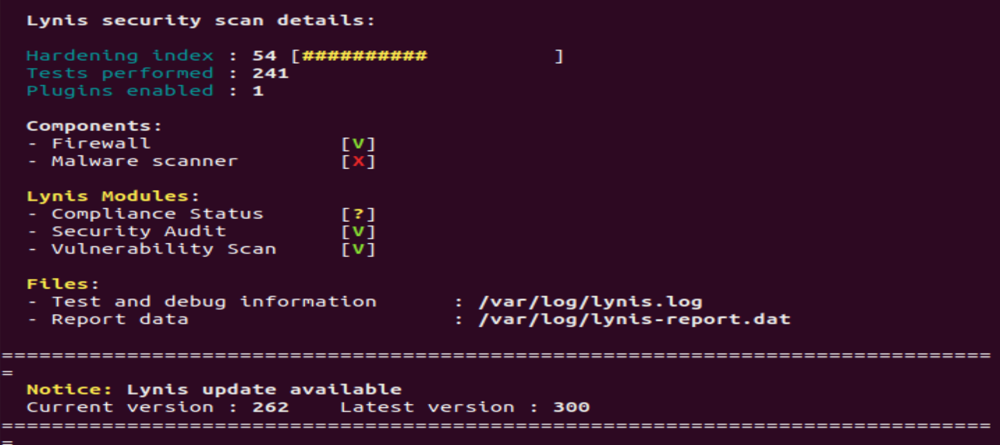 Lynis security scan details:
Hardening index : 54 [##########          ]
Tests performed : 241
Plugins enabled : 1
Components:
- Firewall               [V]
- Malware scanner        [X]
Lynis Modules:
- Compliance Status      [?]
- Security Audit         [V]
- Vulnerability Scan     [V]
Files:
- Test and debug information      : /var/log/lynis.log
- Report data                     : /var/log/lynis-report.dat
===============================================================================
=
Notice: Lynis update available
Current version : 262    Latest version : 300
===============================================================================
=